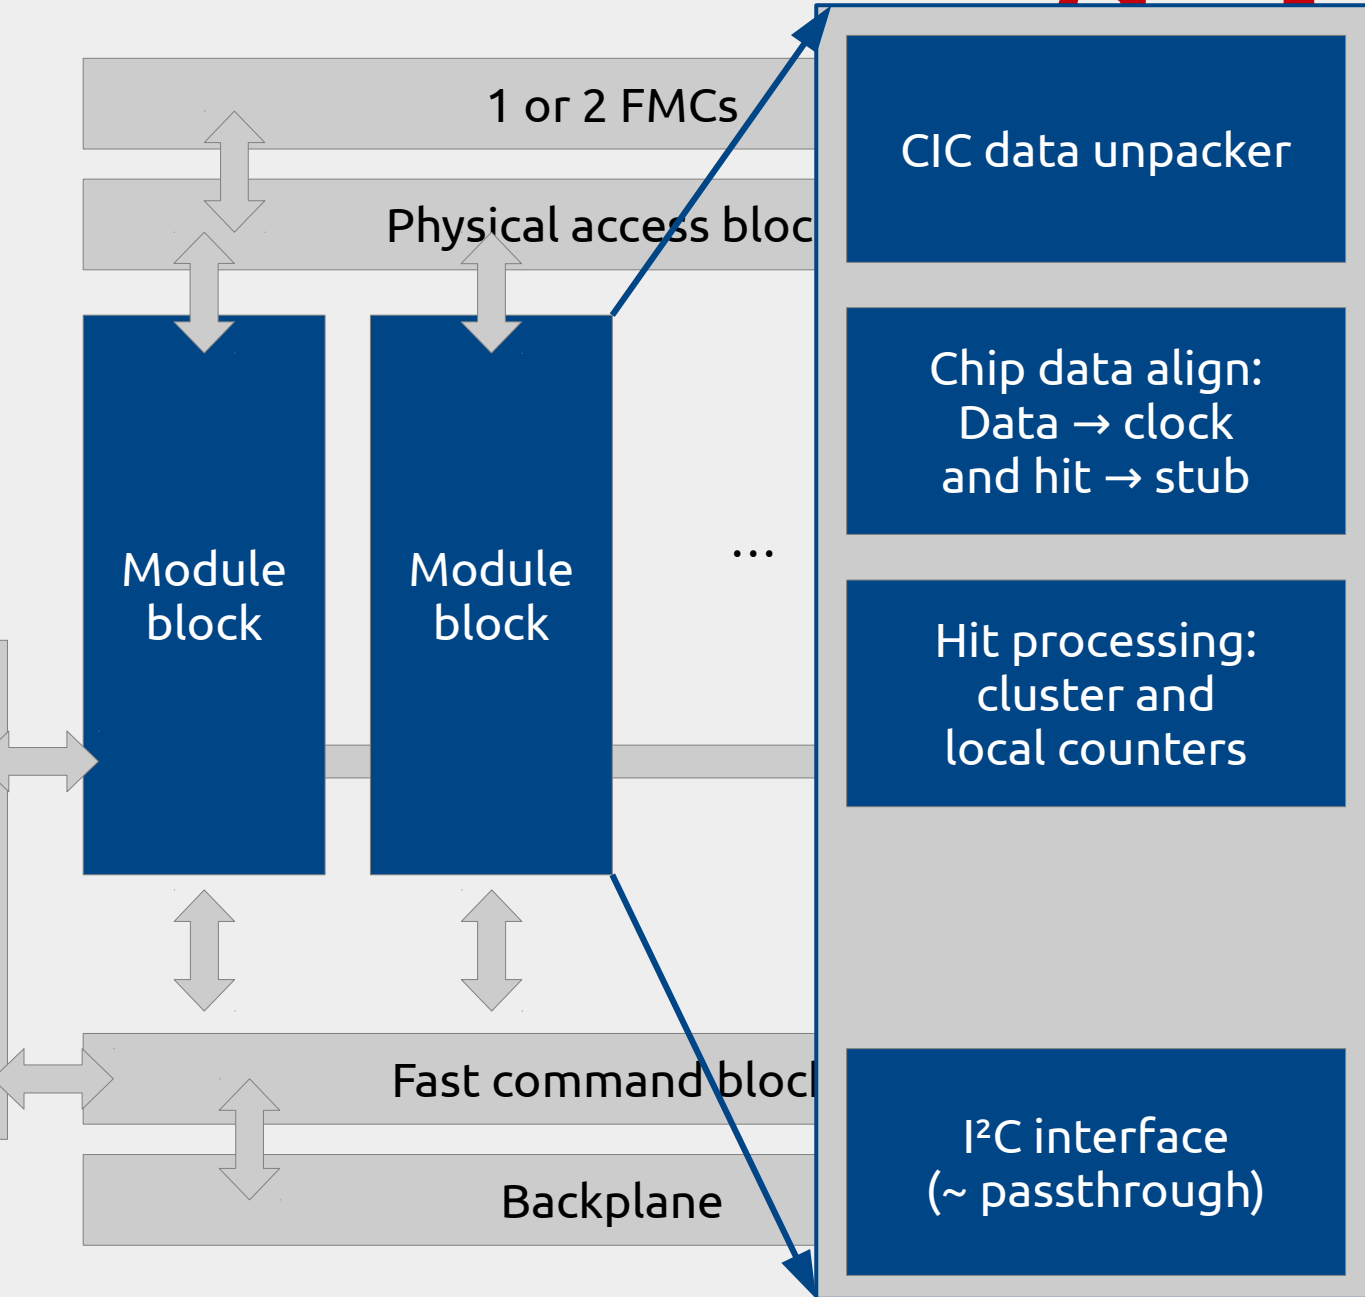 1 or 2 FMCs
Physical access bloc
Module
block
Module
block
...
Fast command block
Backplane
CIC data unpacker
Chip data align:
Data → clock
and hit → stub
Hit processing:
cluster and
local counters
I²C interface
(~ passthrough)